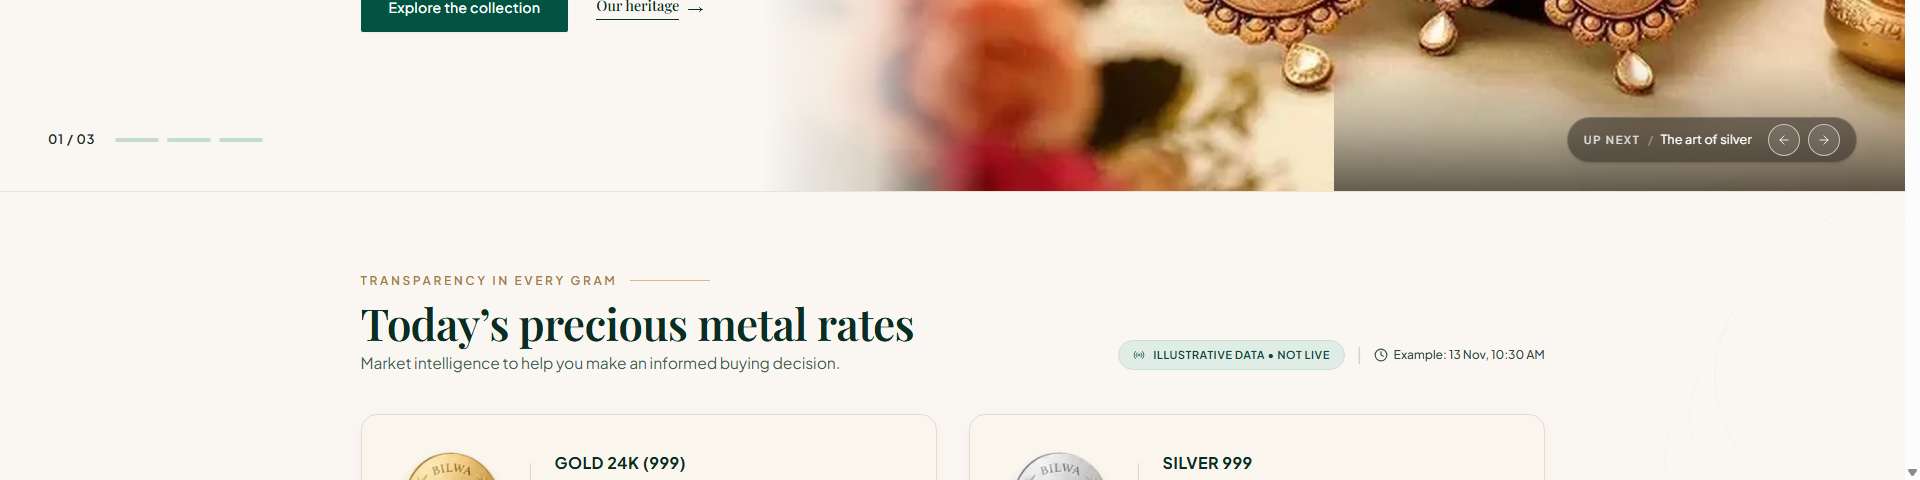 Explore the collection
Our heritage →
01 / 03
UP NEXT / The art of silver
TRANSPARENCY IN EVERY GRAM
Today’s precious metal rates
Market intelligence to help you make an informed buying decision.
ILLUSTRATIVE DATA • NOT LIVE | Example: 13 Nov, 10:30 AM
BILWA
GOLD 24K (999)
BILWA
SILVER 999